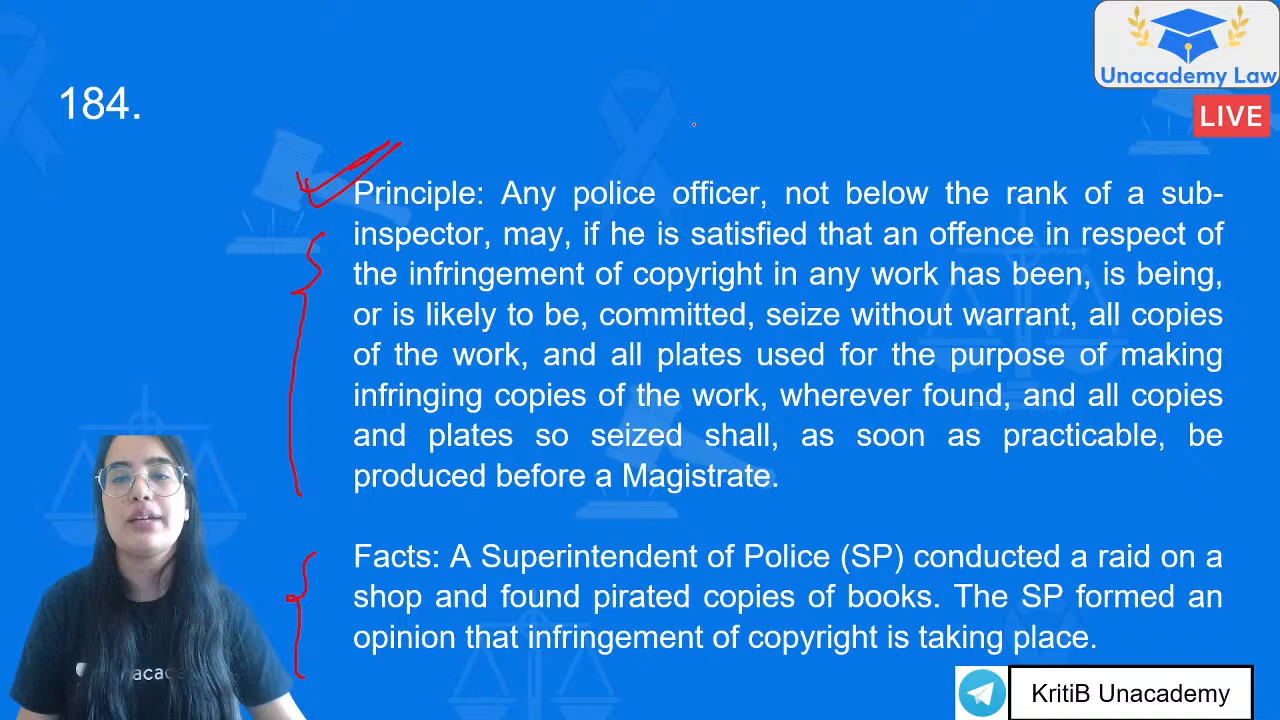 Unacademy Law
LIVE
184.
Principle: Any police officer, not below the rank of a sub-
inspector, may, if he is satisfied that an offence in respect of
the infringement of copyright in any work has been, is being,
or is likely to be, committed, seize without warrant, all copies
of the work, and all plates used for the purpose of making
infringing copies of the work, wherever found, and all copies
and plates so seized shall, as soon as practicable, be
produced before a Magistrate.
Facts: A Superintendent of Police (SP) conducted a raid on a
shop and found pirated copies of books. The SP formed an
opinion that infringement of copyright is taking place.
KritiB Unacademy